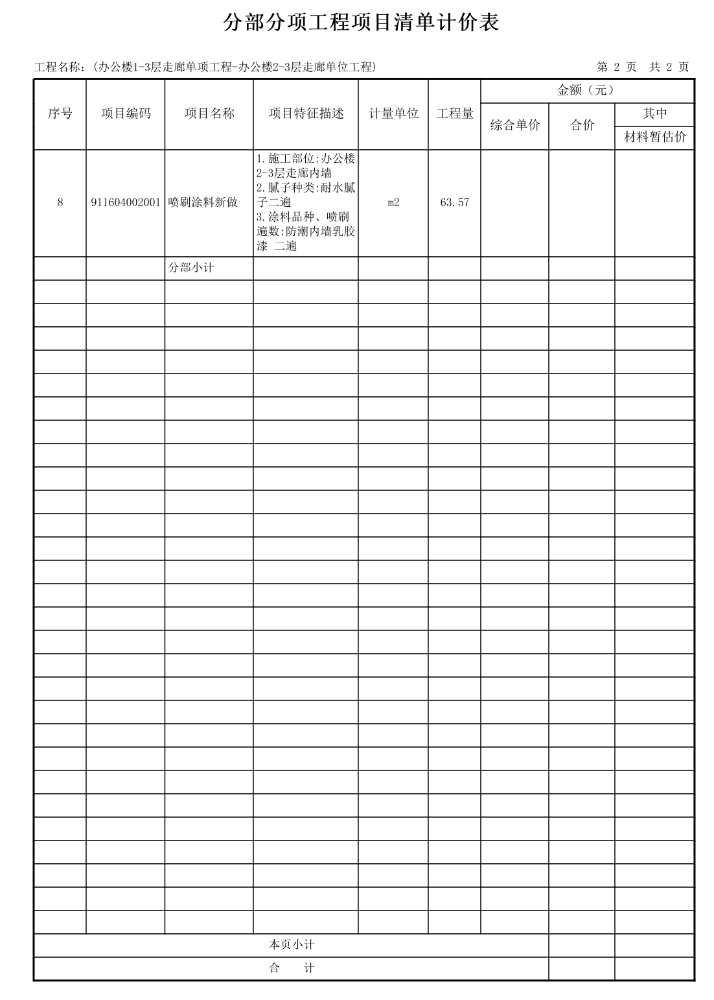 分部分项工程项目清单计价表
工程名称：(办公楼1-3层走廊单项工程-办公楼2-3层走廊单位工程)
第 2 页  共 2 页
序号
项目编码
项目名称
项目特征描述
计量单位
工程量
金额（元）
综合单价
合价
其中
材料暂估价
8
911604002001
喷刷涂料新做
1.施工部位:办公楼
2-3层走廊内墙
2.腻子种类:耐水腻
子二遍
3.涂料品种、喷刷
遍数:防潮内墙乳胶
漆 二遍
m2
63.57
分部小计
本页小计
合  计